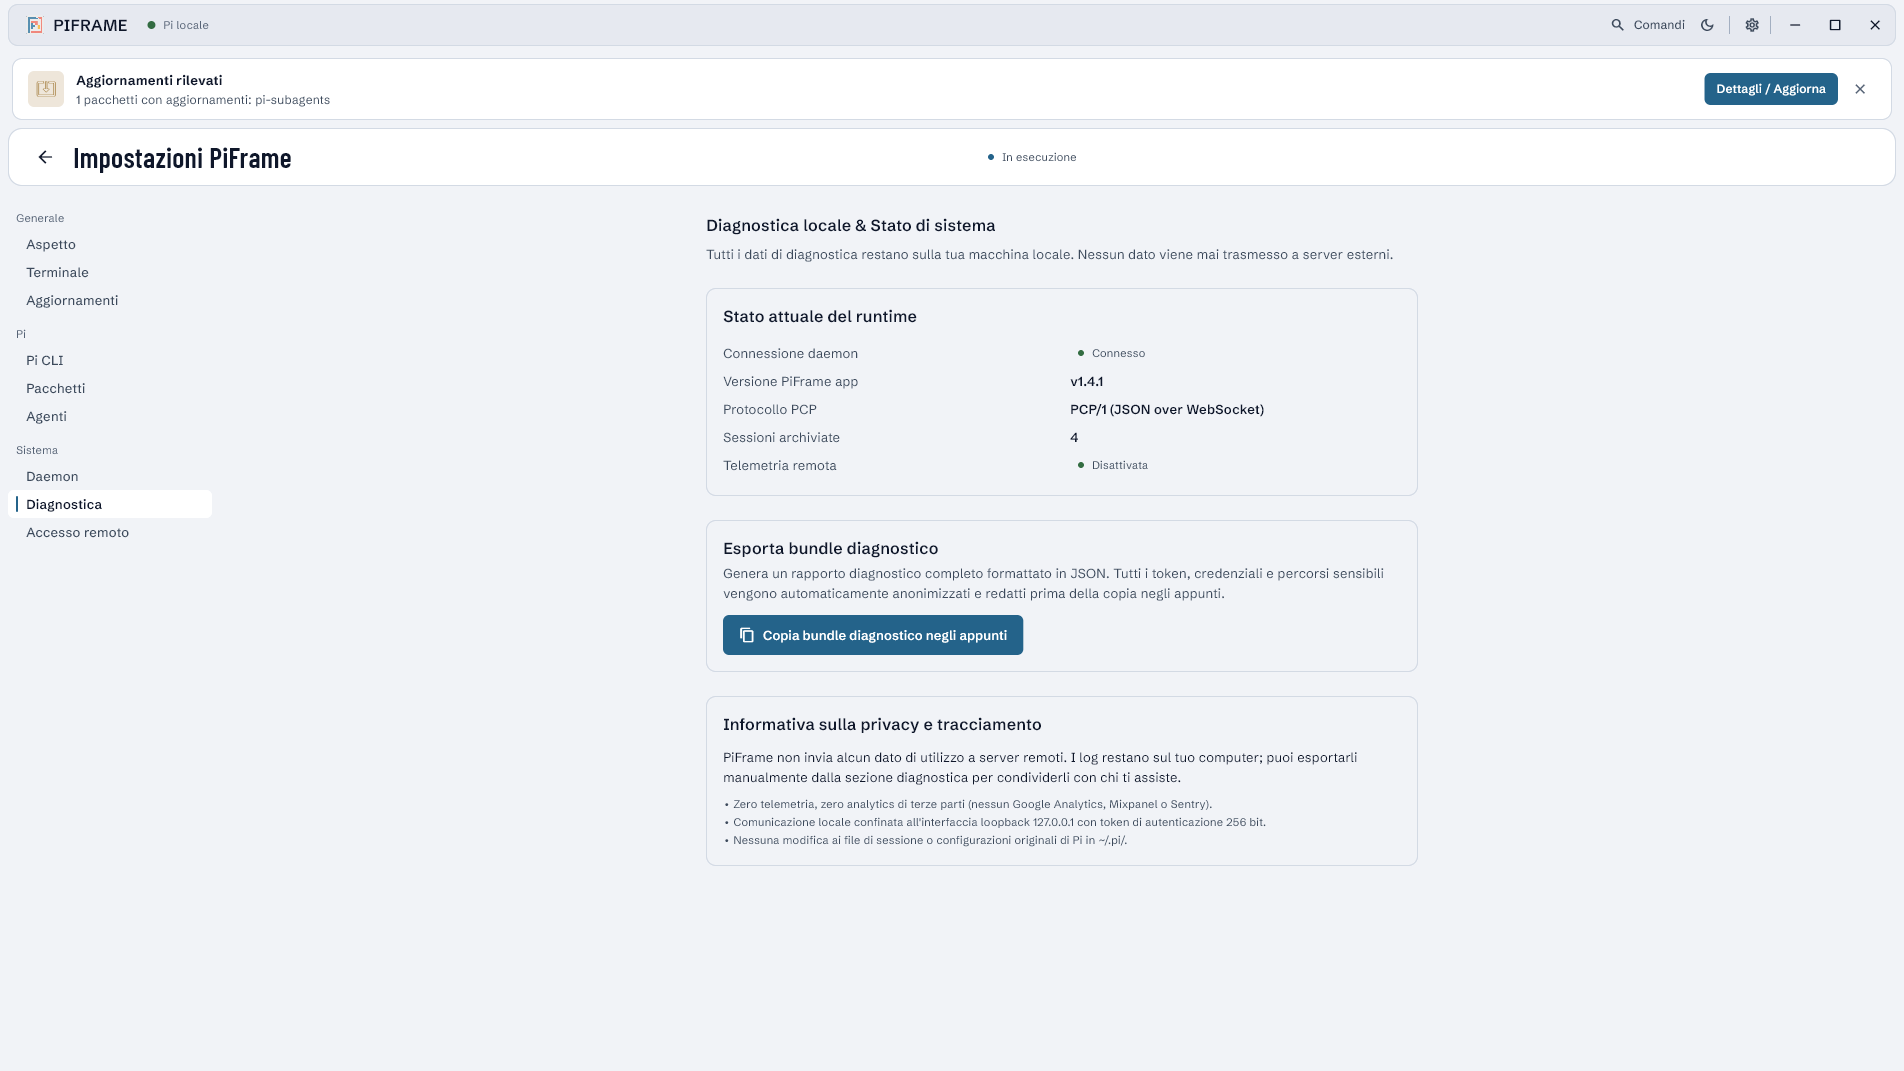 PIFRAME
Pi locale
Comandi
Aggiornamenti rilevati
1 pacchetti con aggiornamenti: pi-subagents
Dettagli / Aggiorna
Impostazioni PiFrame
In esecuzione
Generale
Aspetto
Terminale
Aggiornamenti
Pi
Pi CLI
Pacchetti
Agenti
Sistema
Daemon
Diagnostica
Accesso remoto
Diagnostica locale & Stato di sistema
Tutti i dati di diagnostica restano sulla tua macchina locale. Nessun dato viene mai trasmesso a server esterni.
Stato attuale del runtime
Connessione daemon
Connesso
Versione PiFrame app
v1.4.1
Protocollo PCP
PCP/1 (JSON over WebSocket)
Sessioni archiviate
4
Telemetria remota
Disattivata
Esporta bundle diagnostico
Genera un rapporto diagnostico completo formattato in JSON. Tutti i token, credenziali e percorsi sensibili
vengono automaticamente anonimizzati e redatti prima della copia negli appunti.
Copia bundle diagnostico negli appunti
Informativa sulla privacy e tracciamento
PiFrame non invia alcun dato di utilizzo a server remoti. I log restano sul tuo computer; puoi esportarli
manualmente dalla sezione diagnostica per condividerli con chi ti assiste.
• Zero telemetria, zero analytics di terze parti (nessun Google Analytics, Mixpanel o Sentry).
• Comunicazione locale confinata all'interfaccia loopback 127.0.0.1 con token di autenticazione 256 bit.
• Nessuna modifica ai file di sessione o configurazioni originali di Pi in ~/.pi/.